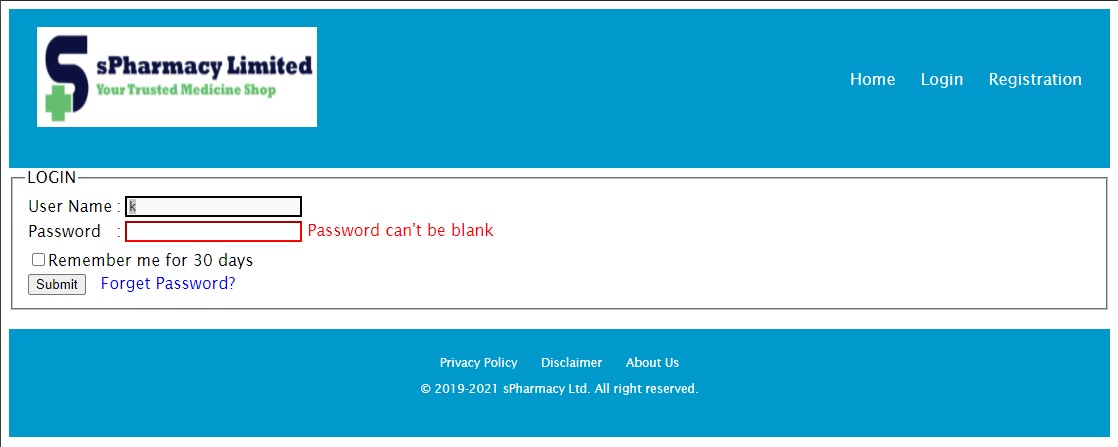 sPharmacy Limited
Your Trusted Medicine Shop
Home Login Registration
LOGIN
User Name : k
Password : Password can't be blank
Remember me for 30 days
Submit Forget Password?
Privacy Policy Disclaimer About Us
© 2019-2021 sPharmacy Ltd. All right reserved.